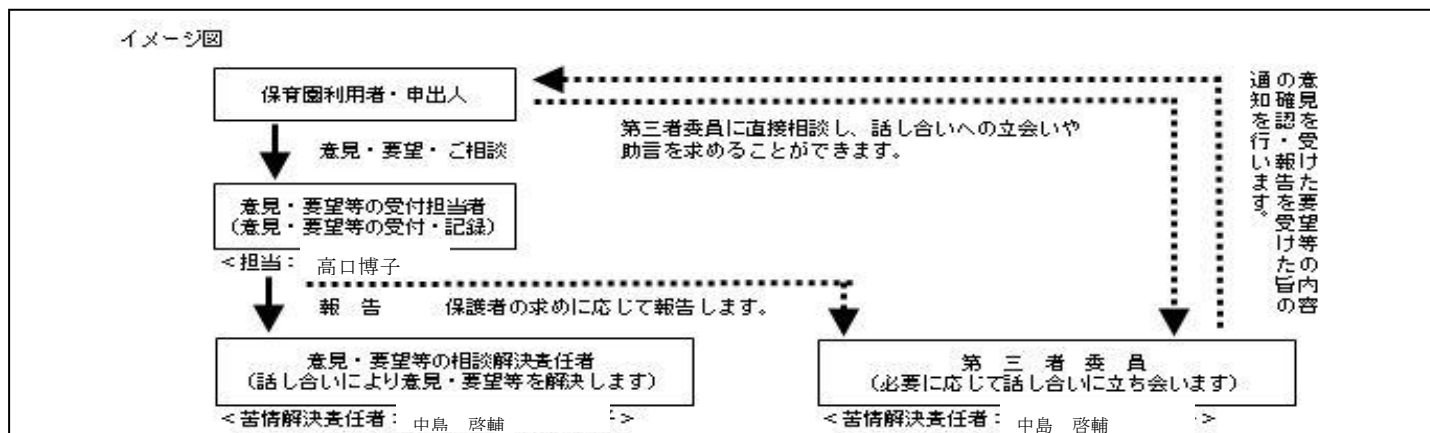 イメージ図
保育園利用者・申出人
第三者委員に直接相談し、話し合いへの立会いや
助言を求めることができます。
意見・要望・ご相談
意見を受けた要望等の内容
の確認・報告を受けた旨の
通知を行います。
意見・要望等の受付担当者
(意見・要望等の受付・記録)
<担当: 高口博子
報 告 保護者の求めに応じて報告します。
意見・要望等の相談解決責任者
(話し合いにより意見・要望等を解決します)
<苦情解決責任者: 中島 啓輔 >
第 三 者 委 員
(必要に応じて話し合いに立ち会います)
<苦情解決責任者: 中島 啓輔 >